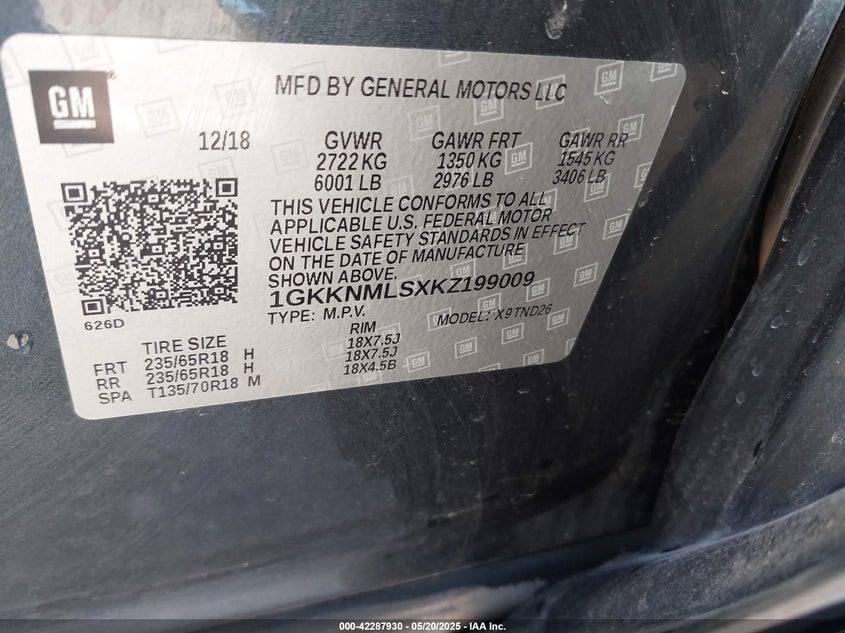 GM
MFD BY GENERAL MOTORS LLC
12/18 GVWR GAWR FRT GAWR RR
2722 KG 1350 KG 1545 KG
6001 LB 2976 LB 3406 LB
THIS VEHICLE CONFORMS TO ALL
APPLICABLE U.S. FEDERAL MOTOR
VEHICLE SAFETY STANDARDS IN EFFECT
ON THE DATE OF MANUFACTURE
SHOWN ABOVE.
1GKKNMLSXKZ199009
TYPE: M.P.V. MODEL: X9TND26
626D
TIRE SIZE RIM
FRT 235/65R18 H 18X7.5J
RR 235/65R18 H 18X7.5J
SPA T135/70R18 M 18X4.5B
000-42287930 - 05/20/2025 - IAA Inc.